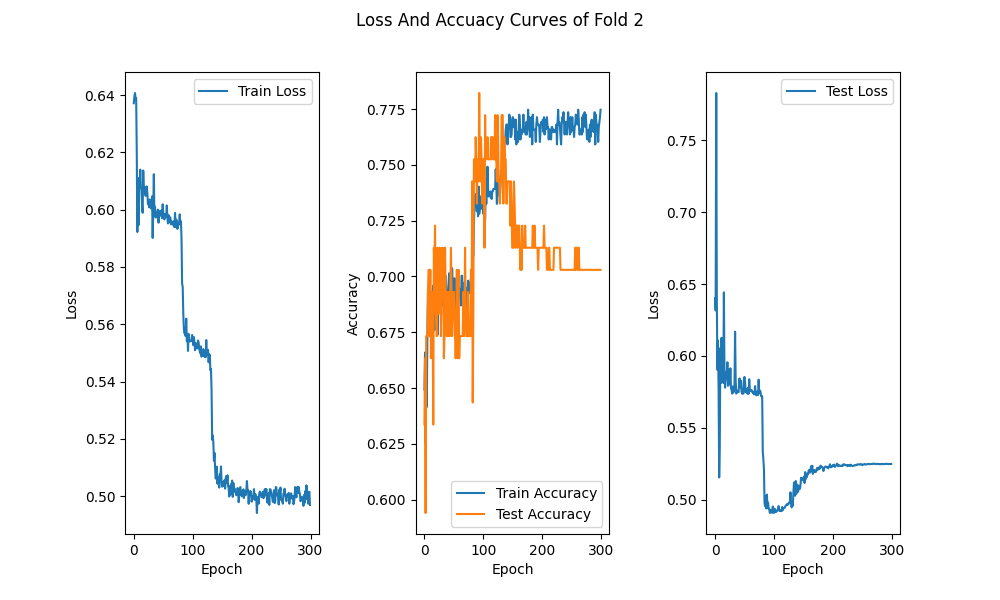 Loss And Accuacy Curves of Fold 2
Train Loss
0.64
0.62
0.60
0.58
0.56
0.54
0.52
0.50
Loss
0 100 200 300
Epoch
0.775
0.750
0.725
0.700
0.675
0.650
0.625
0.600
Accuracy
Train Accuracy
Test Accuracy
0 100 200 300
Epoch
Test Loss
0.75
0.70
0.65
0.60
0.55
0.50
Loss
0 100 200 300
Epoch